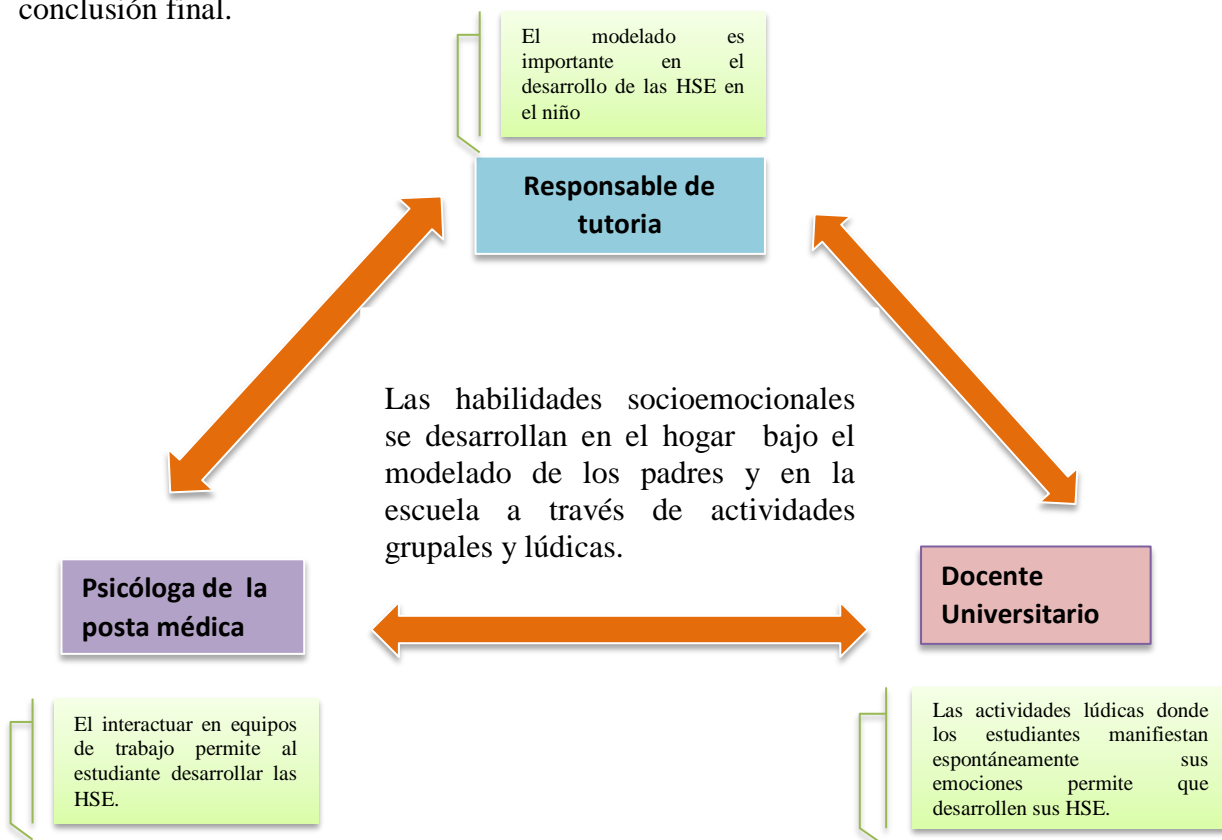 conclusión final.
El modelado es
importante en el
desarrollo de las HSE en
el niño
Responsable de
tutoria
Las habilidades socioemocionales
se desarrollan en el hogar bajo el
modelado de los padres y en la
escuela a través de actividades
grupales y lúdicas.
Psicóloga de la
posta médica
Docente
Universitario
El interactuar en equipos
de trabajo permite al
estudiante desarrollar las
HSE.
Las actividades lúdicas donde
los estudiantes manifiestan
espontáneamente sus
emociones permite que
desarrollen sus HSE.